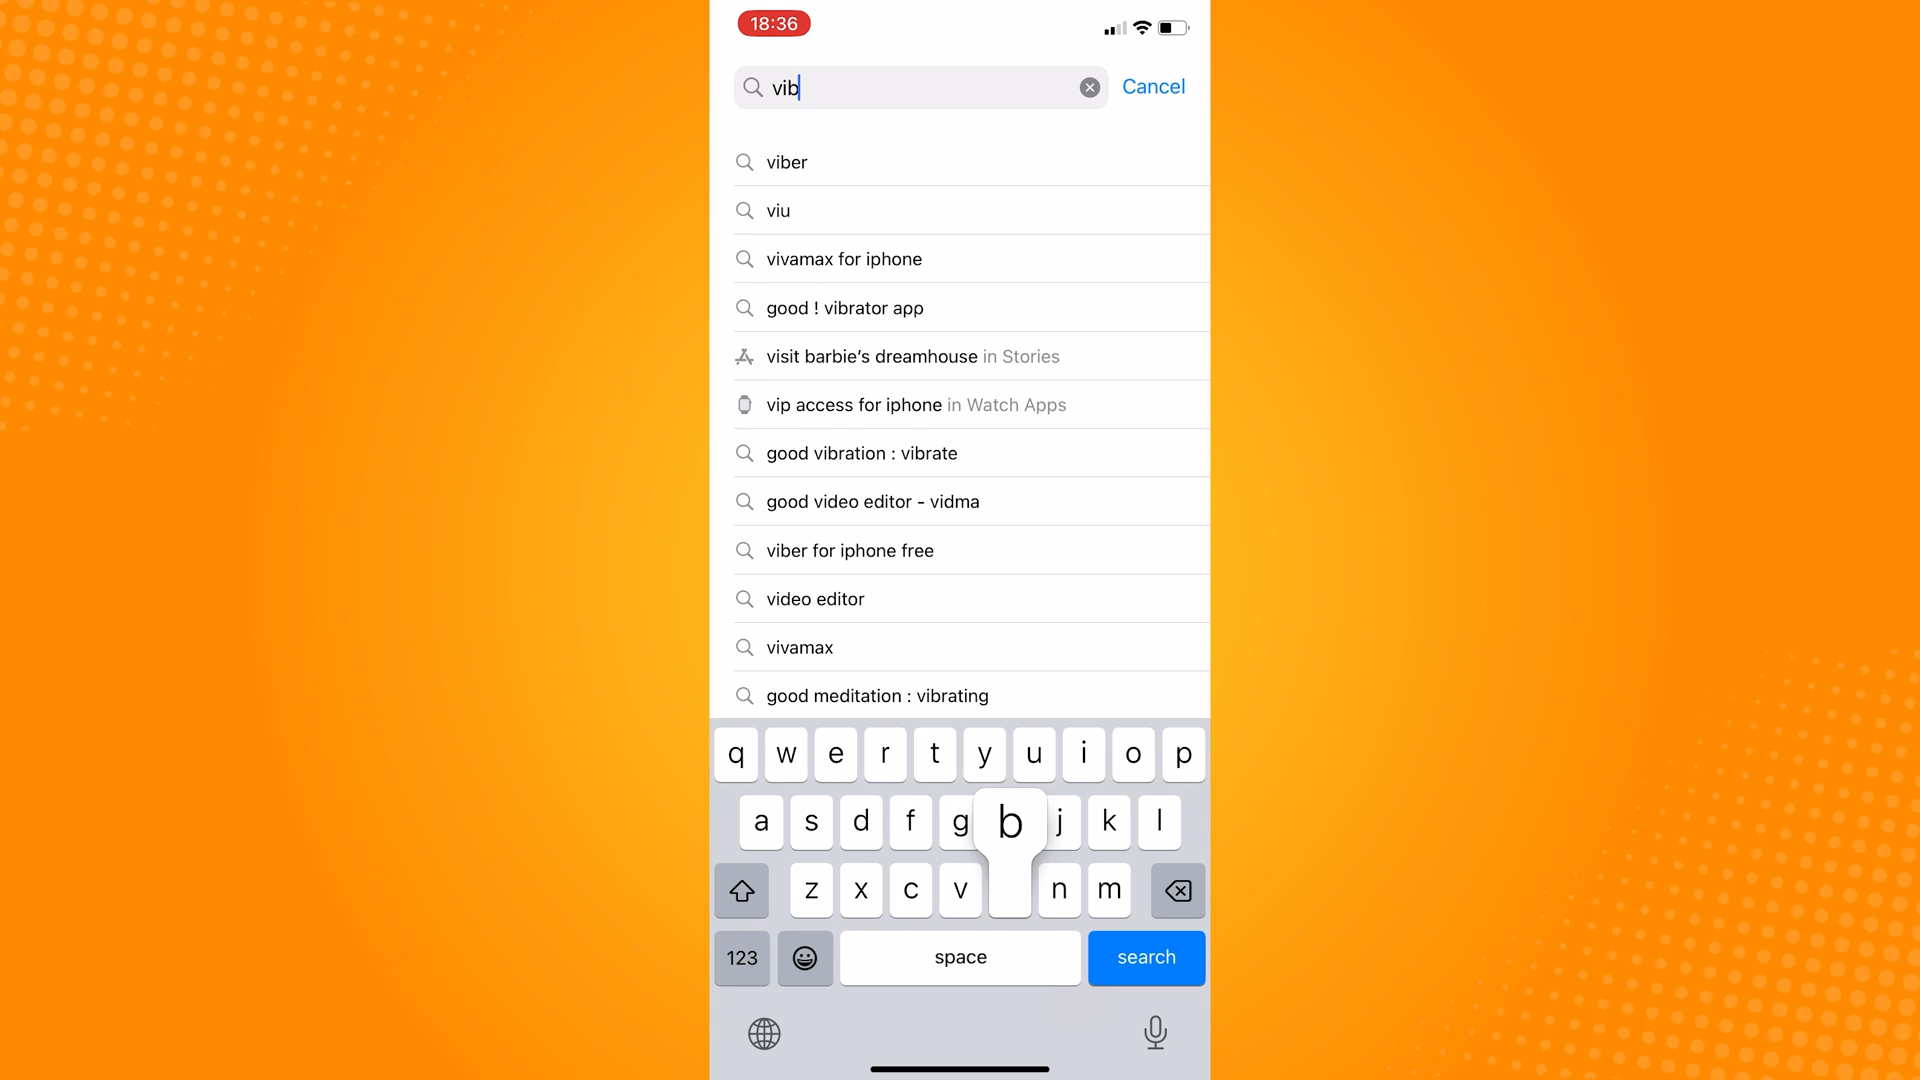 18:36
vib
Cancel
viber
viu
vivamax for iphone
good ! vibrator app
visit barbie’s dreamhouse in Stories
vip access for iphone in Watch Apps
good vibration : vibrate
good video editor - vidma
viber for iphone free
video editor
vivamax
good meditation : vibrating
q w e r t y u i o p
a s d f g b j k l
z x c v n m
123 space search